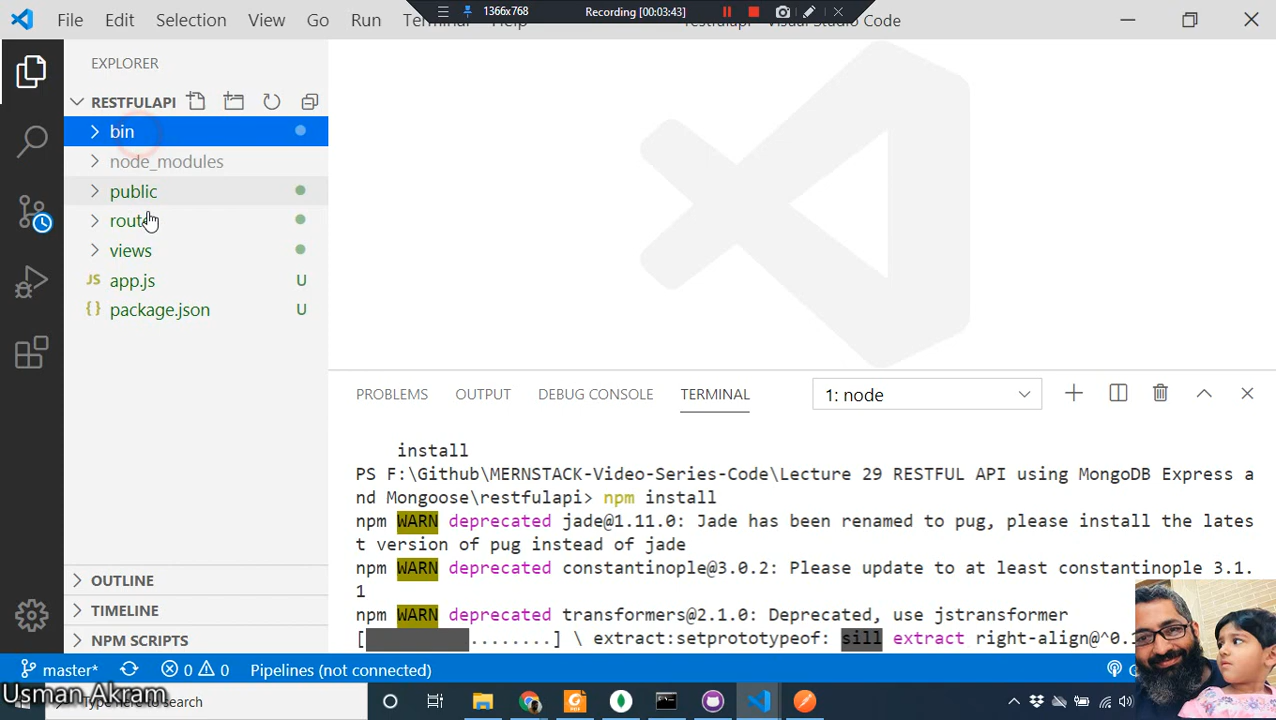 File Edit Selection View Go Run Terminal Help restfulapi - Visual Studio Code
1366x768 Recording [00:03:43]
EXPLORER
RESTFULAPI
bin
node_modules
public
views
JS app.js U
{} package.json U
OUTLINE
TIMELINE
NPM SCRIPTS
PROBLEMS OUTPUT DEBUG CONSOLE TERMINAL 1: node
install
PS F:\Github\MERNSTACK-Video-Series-Code\Lecture 29 RESTFUL API using MongoDB Express a
nd Mongoose\restfulapi> npm install
npm WARN deprecated jade@1.11.0: Jade has been renamed to pug, please install the lates
t version of pug instead of jade
npm WARN deprecated constantinople@3.0.2: Please update to at least constantinople 3.1.
1
npm WARN deprecated transformers@2.1.0: Deprecated, use jstransformer
[ ........] \ extract:setprototypeof: sill extract right-align@^0.1
master* 0 0 Pipelines (not connected)
Usman Akram
Type here to search